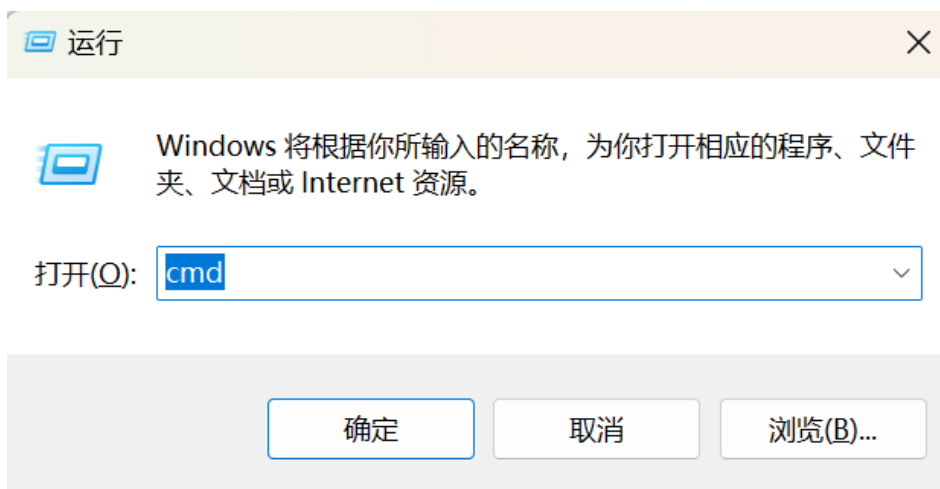 运行
Windows 将根据你所输入的名称，为你打开相应的程序、文件
夹、文档或 Internet 资源。
打开(O): cmd
确定 取消 浏览(B)...